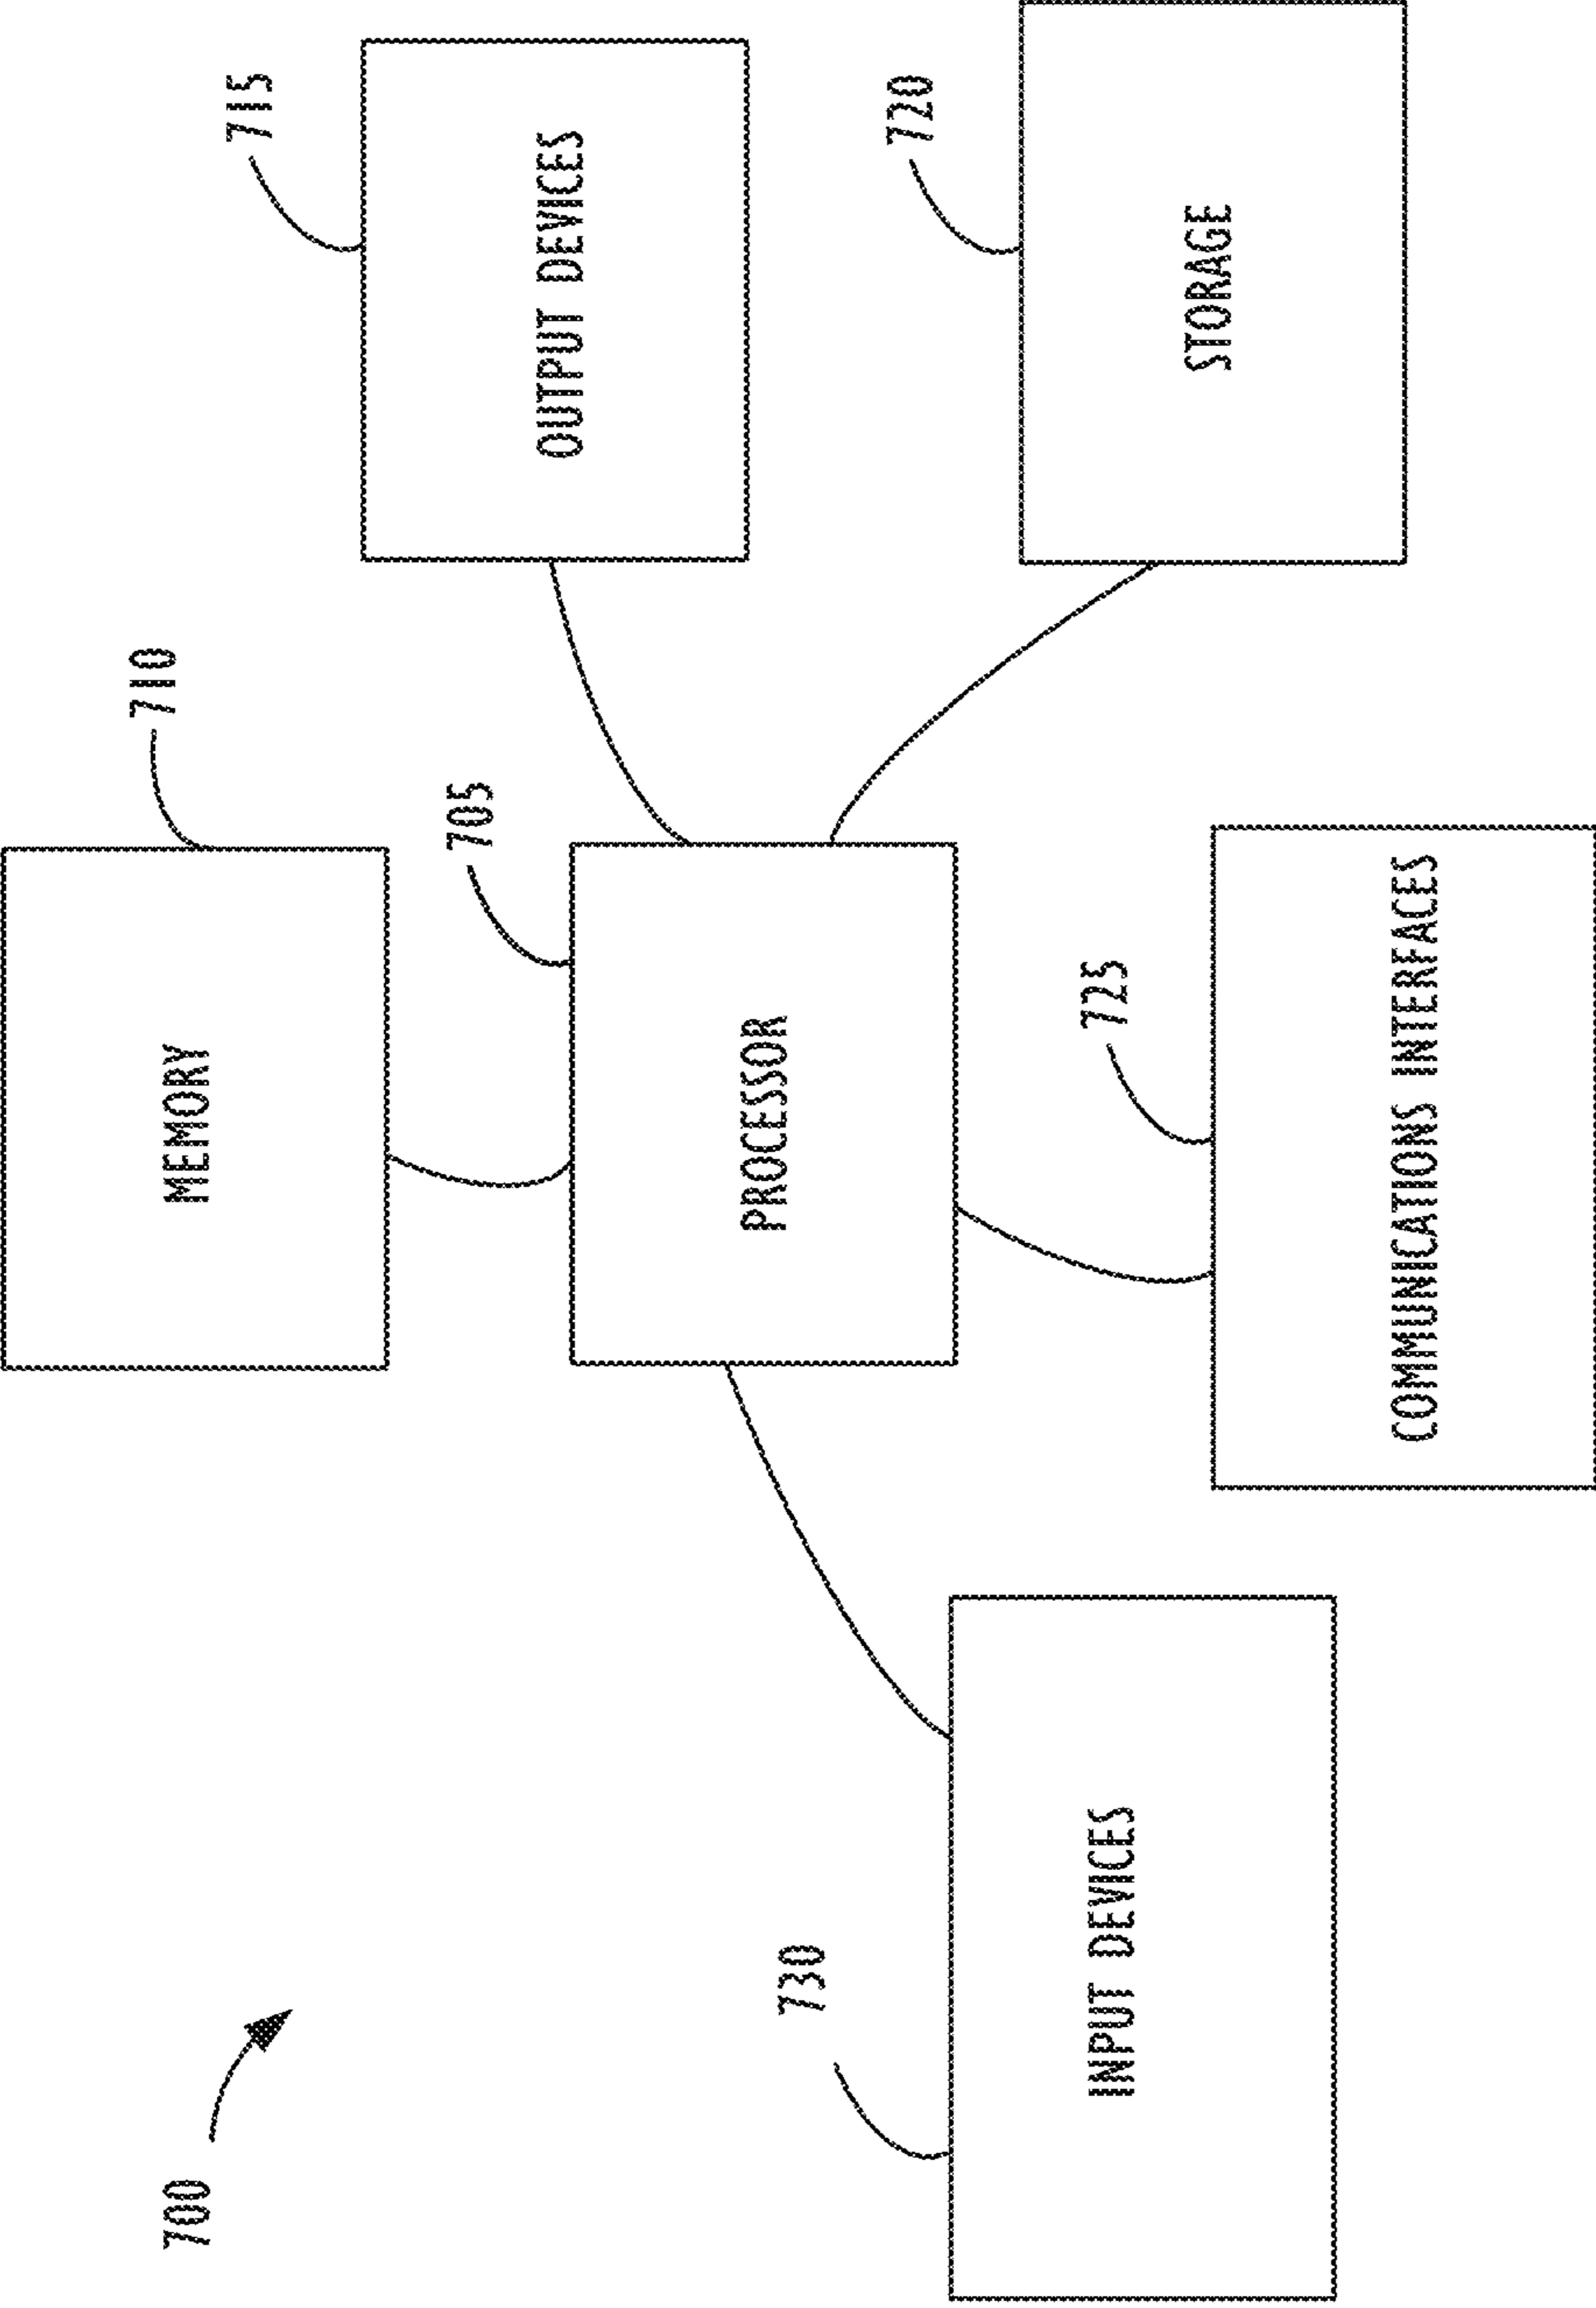 700
MEMORY
710
PROCESSOR
705
OUTPUT DEVICES
715
INPUT DEVICES
730
COMMUNICATIONS INTERFACES
725
STORAGE
720